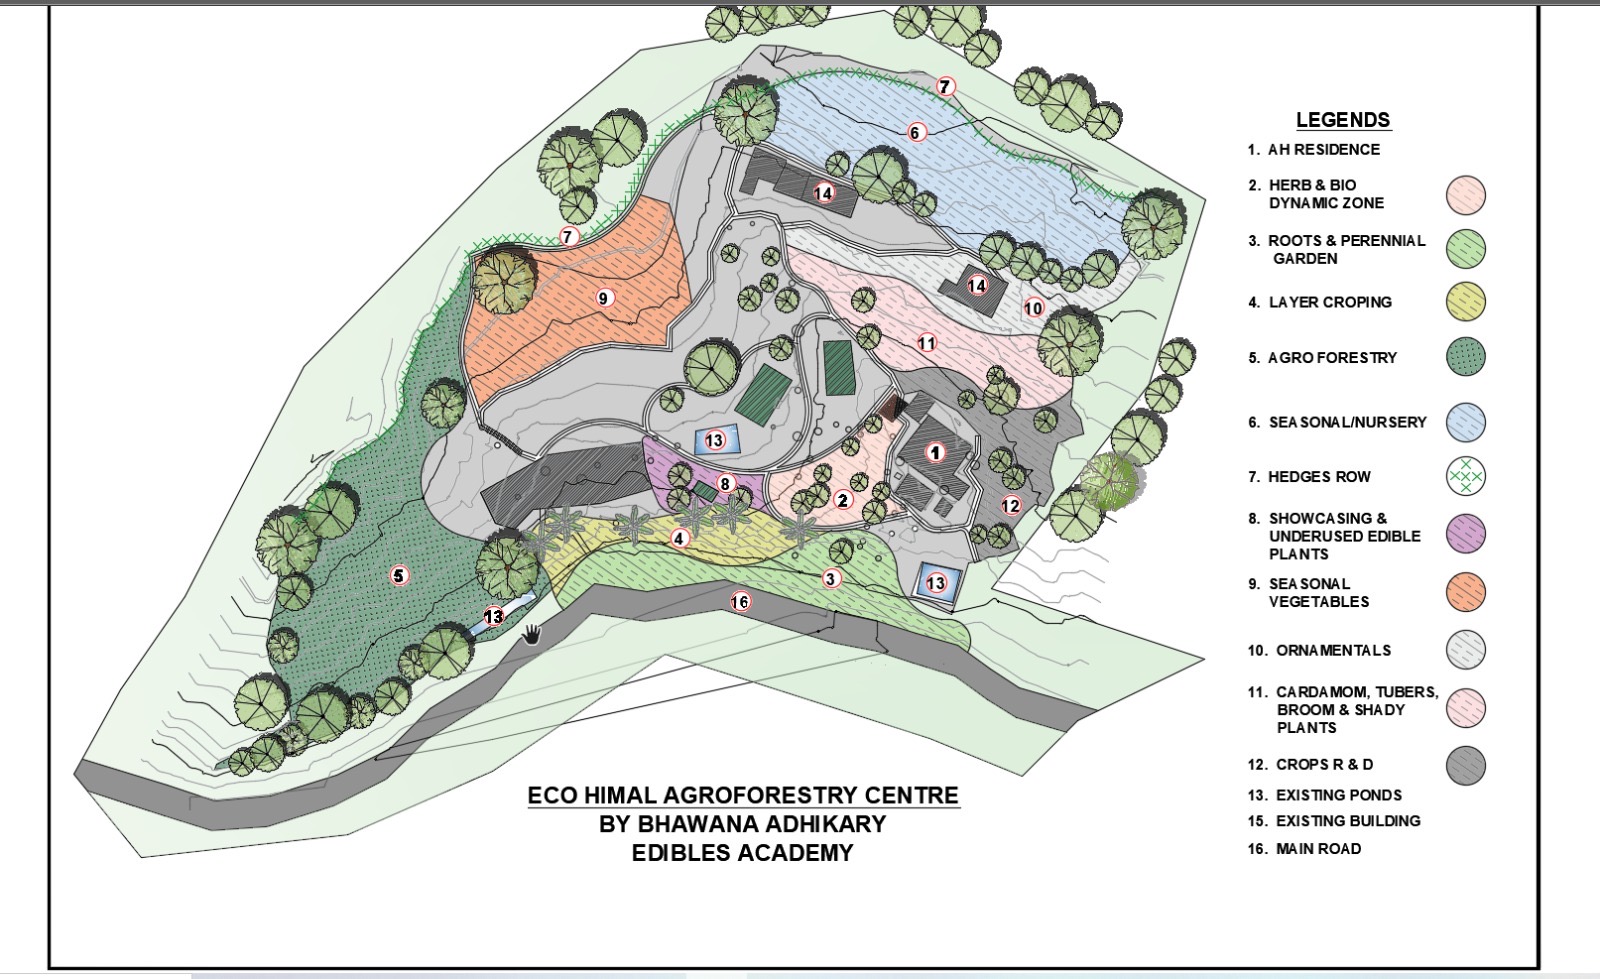 7
6
14
7
14
9
10
11
13
1
8
2
12
4
5
3
13
16
13
LEGENDS
1. AH RESIDENCE
2. HERB & BIO
DYNAMIC ZONE
3. ROOTS & PERENNIAL
GARDEN
4. LAYER CROPING
5. AGRO FORESTRY
6. SEASONAL/NURSERY
7. HEDGES ROW
8. SHOWCASING &
UNDERUSED EDIBLE
PLANTS
9. SEASONAL
VEGETABLES
10. ORNAMENTALS
11. CARDAMOM, TUBERS,
BROOM & SHADY
PLANTS
12. CROPS R & D
13. EXISTING PONDS
15. EXISTING BUILDING
16. MAIN ROAD
ECO HIMAL AGROFORESTRY CENTRE
BY BHAWANA ADHIKARY
EDIBLES ACADEMY